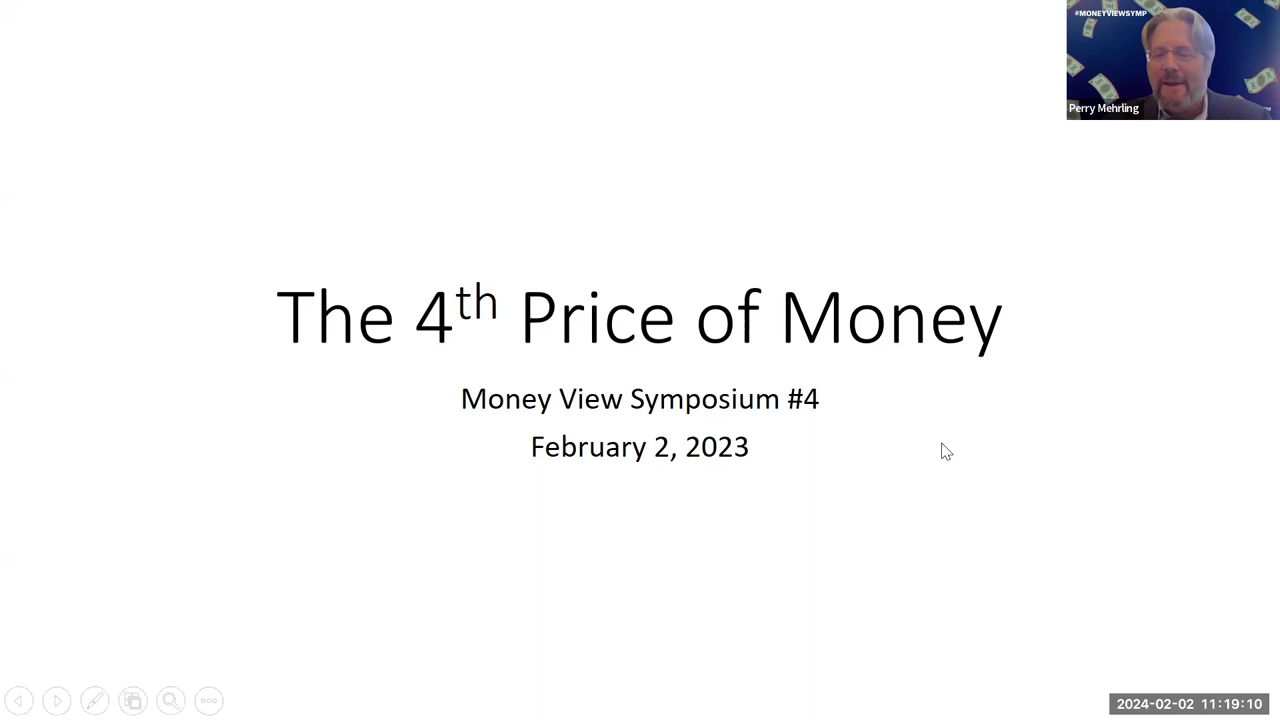 #MONEYVIEWSYMP
Perry Mehrling
The 4th Price of Money
Money View Symposium #4
February 2, 2023
2024-02-02 11:19:10